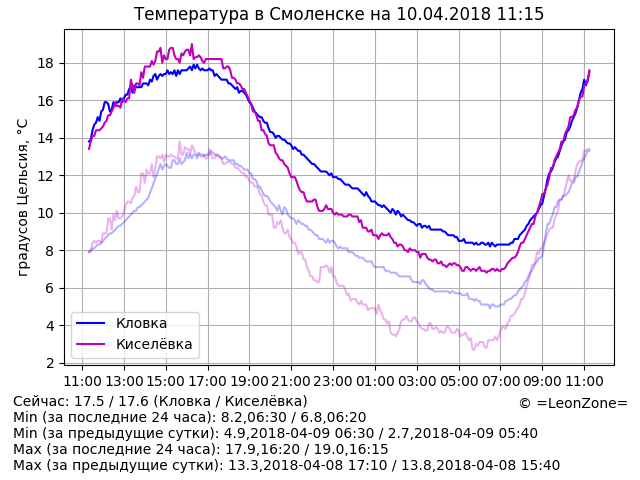 Температура в Смоленске на 10.04.2018 11:15
градусов Цельсия, °C
18
16
14
12
10
8
6
4
2
Кловка
Киселёвка
11:00 13:00 15:00 17:00 19:00 21:00 23:00 01:00 03:00 05:00 07:00 09:00 11:00
Сейчас: 17.5 / 17.6 (Кловка / Киселёвка)
© =LeonZone=
Min (за последние 24 часа): 8.2,06:30 / 6.8,06:20
Min (за предыдущие сутки): 4.9,2018-04-09 06:30 / 2.7,2018-04-09 05:40
Max (за последние 24 часа): 17.9,16:20 / 19.0,16:15
Max (за предыдущие сутки): 13.3,2018-04-08 17:10 / 13.8,2018-04-08 15:40